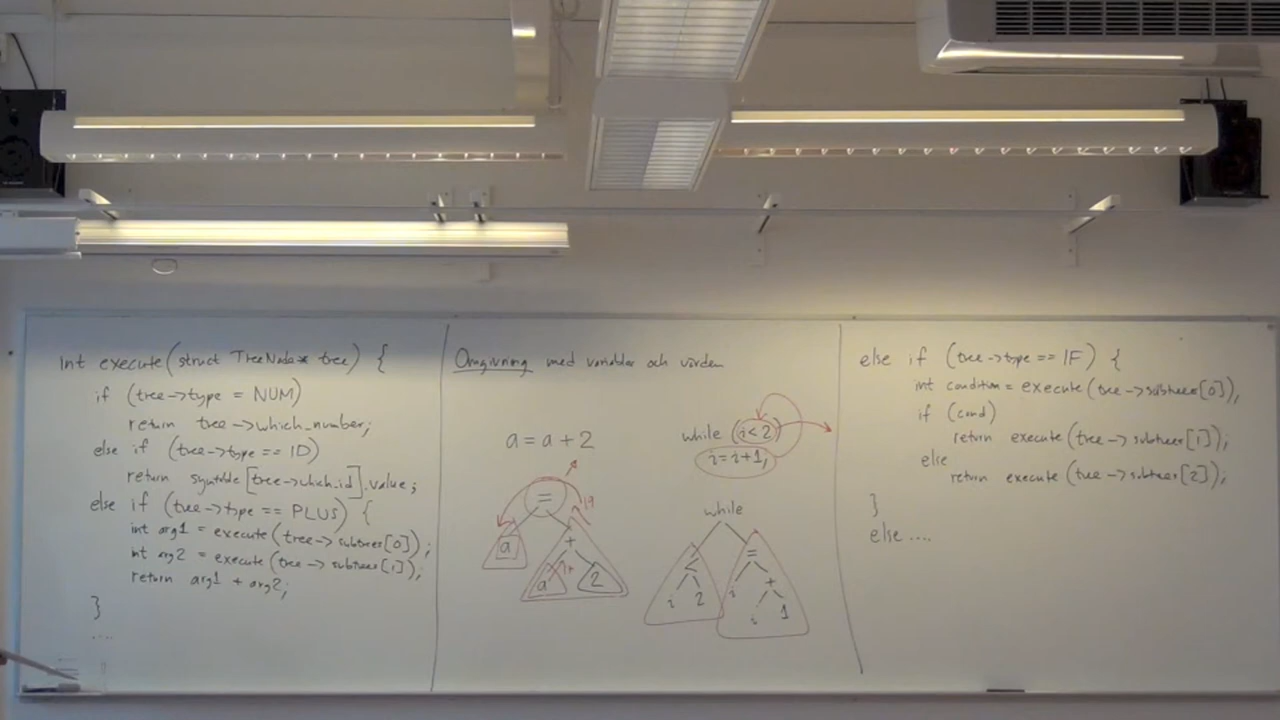 int execute(struct TreeNode* tree) {
if (tree->type = NUM)
return tree->which_number;
else if (tree->type == ID)
return symtable[tree->which_id].value;
else if (tree->type == PLUS) {
int arg1 = execute(tree->subtrees[0]);
int arg2 = execute(tree->subtrees[1]);
return arg1 + arg2;
}
....
Omgivning med variabler och värden
a = a + 2
=
19
a
+
a
17
2
while (i<2)
i=i+1;
while
<
=
i
2
i
+
i
1
else if (tree->type == IF) {
int condition = execute(tree->subtrees[0]);
if (cond)
return execute(tree->subtrees[1]);
else
return execute(tree->subtrees[2]);
}
else ....